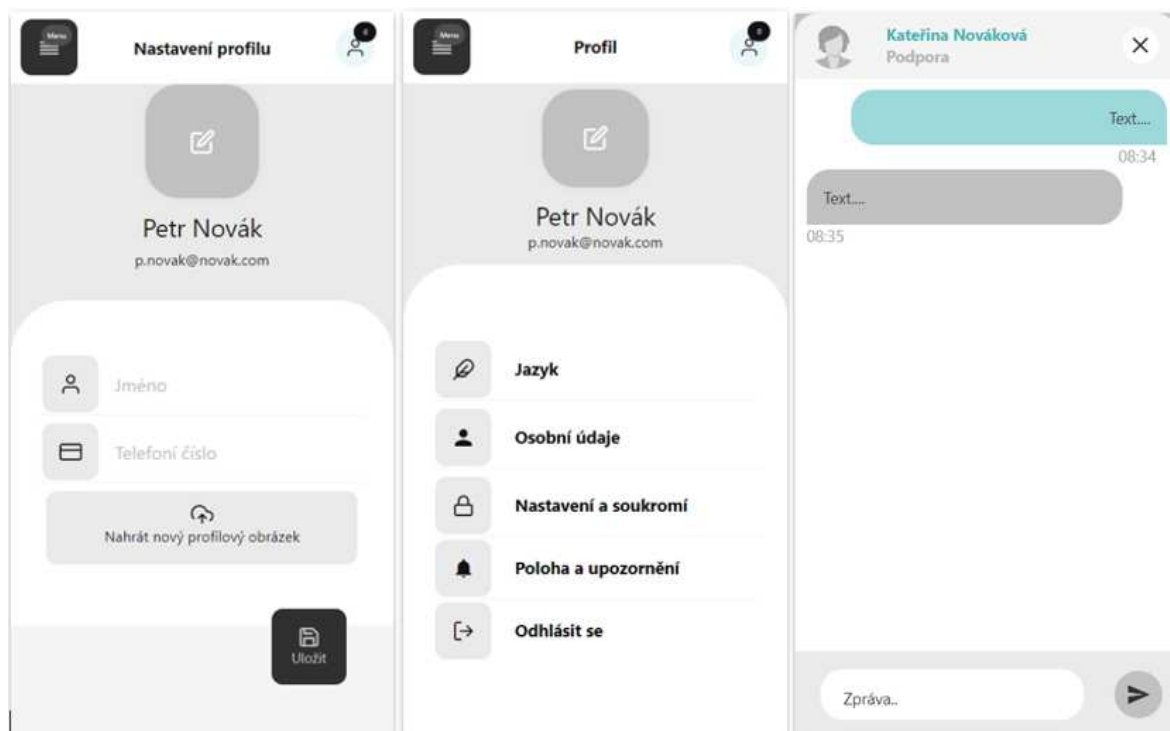 Menu
Nastavení profilu
Petr Novák
p.novak@novak.com
Jméno
Telefoní číslo
Nahrát nový profilový obrázek
Uložit
Menu
Profil
Petr Novák
p.novak@novak.com
Jazyk
Osobní údaje
Nastavení a soukromí
Poloha a upozornění
Odhlásit se
Kateřina Nováková
Podpora
Text....
08:34
Text....
08:35
Zpráva..